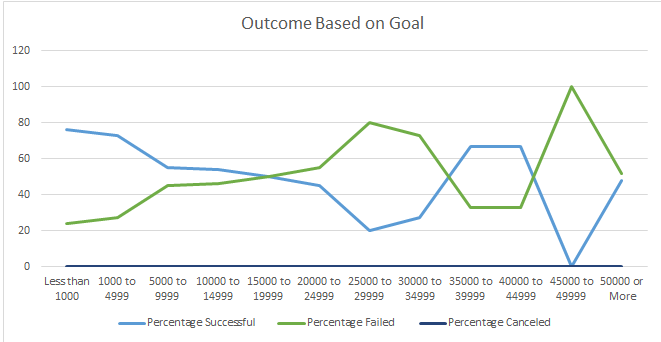 Outcome Based on Goal
120
100
80
60
40
20
0
Less than 1000 to 5000 to 10000 to 15000 to 20000 to 25000 to 30000 to 35000 to 40000 to 45000 to 50000 or
1000 4999 9999 14999 19999 24999 29999 34999 39999 44999 49999 More
Percentage Successful Percentage Failed Percentage Canceled